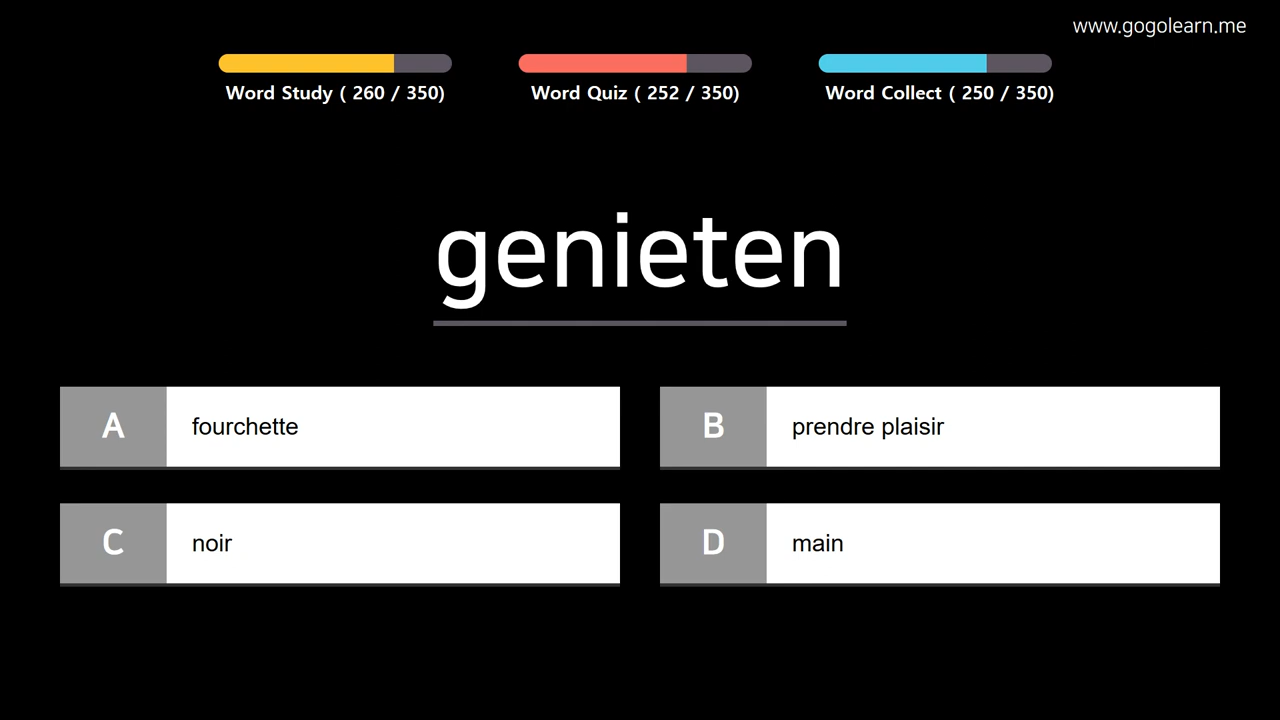 www.gogolearn.me
Word Study ( 260 / 350)
Word Quiz ( 252 / 350)
Word Collect ( 250 / 350)
genieten
A fourchette
B prendre plaisir
C noir
D main